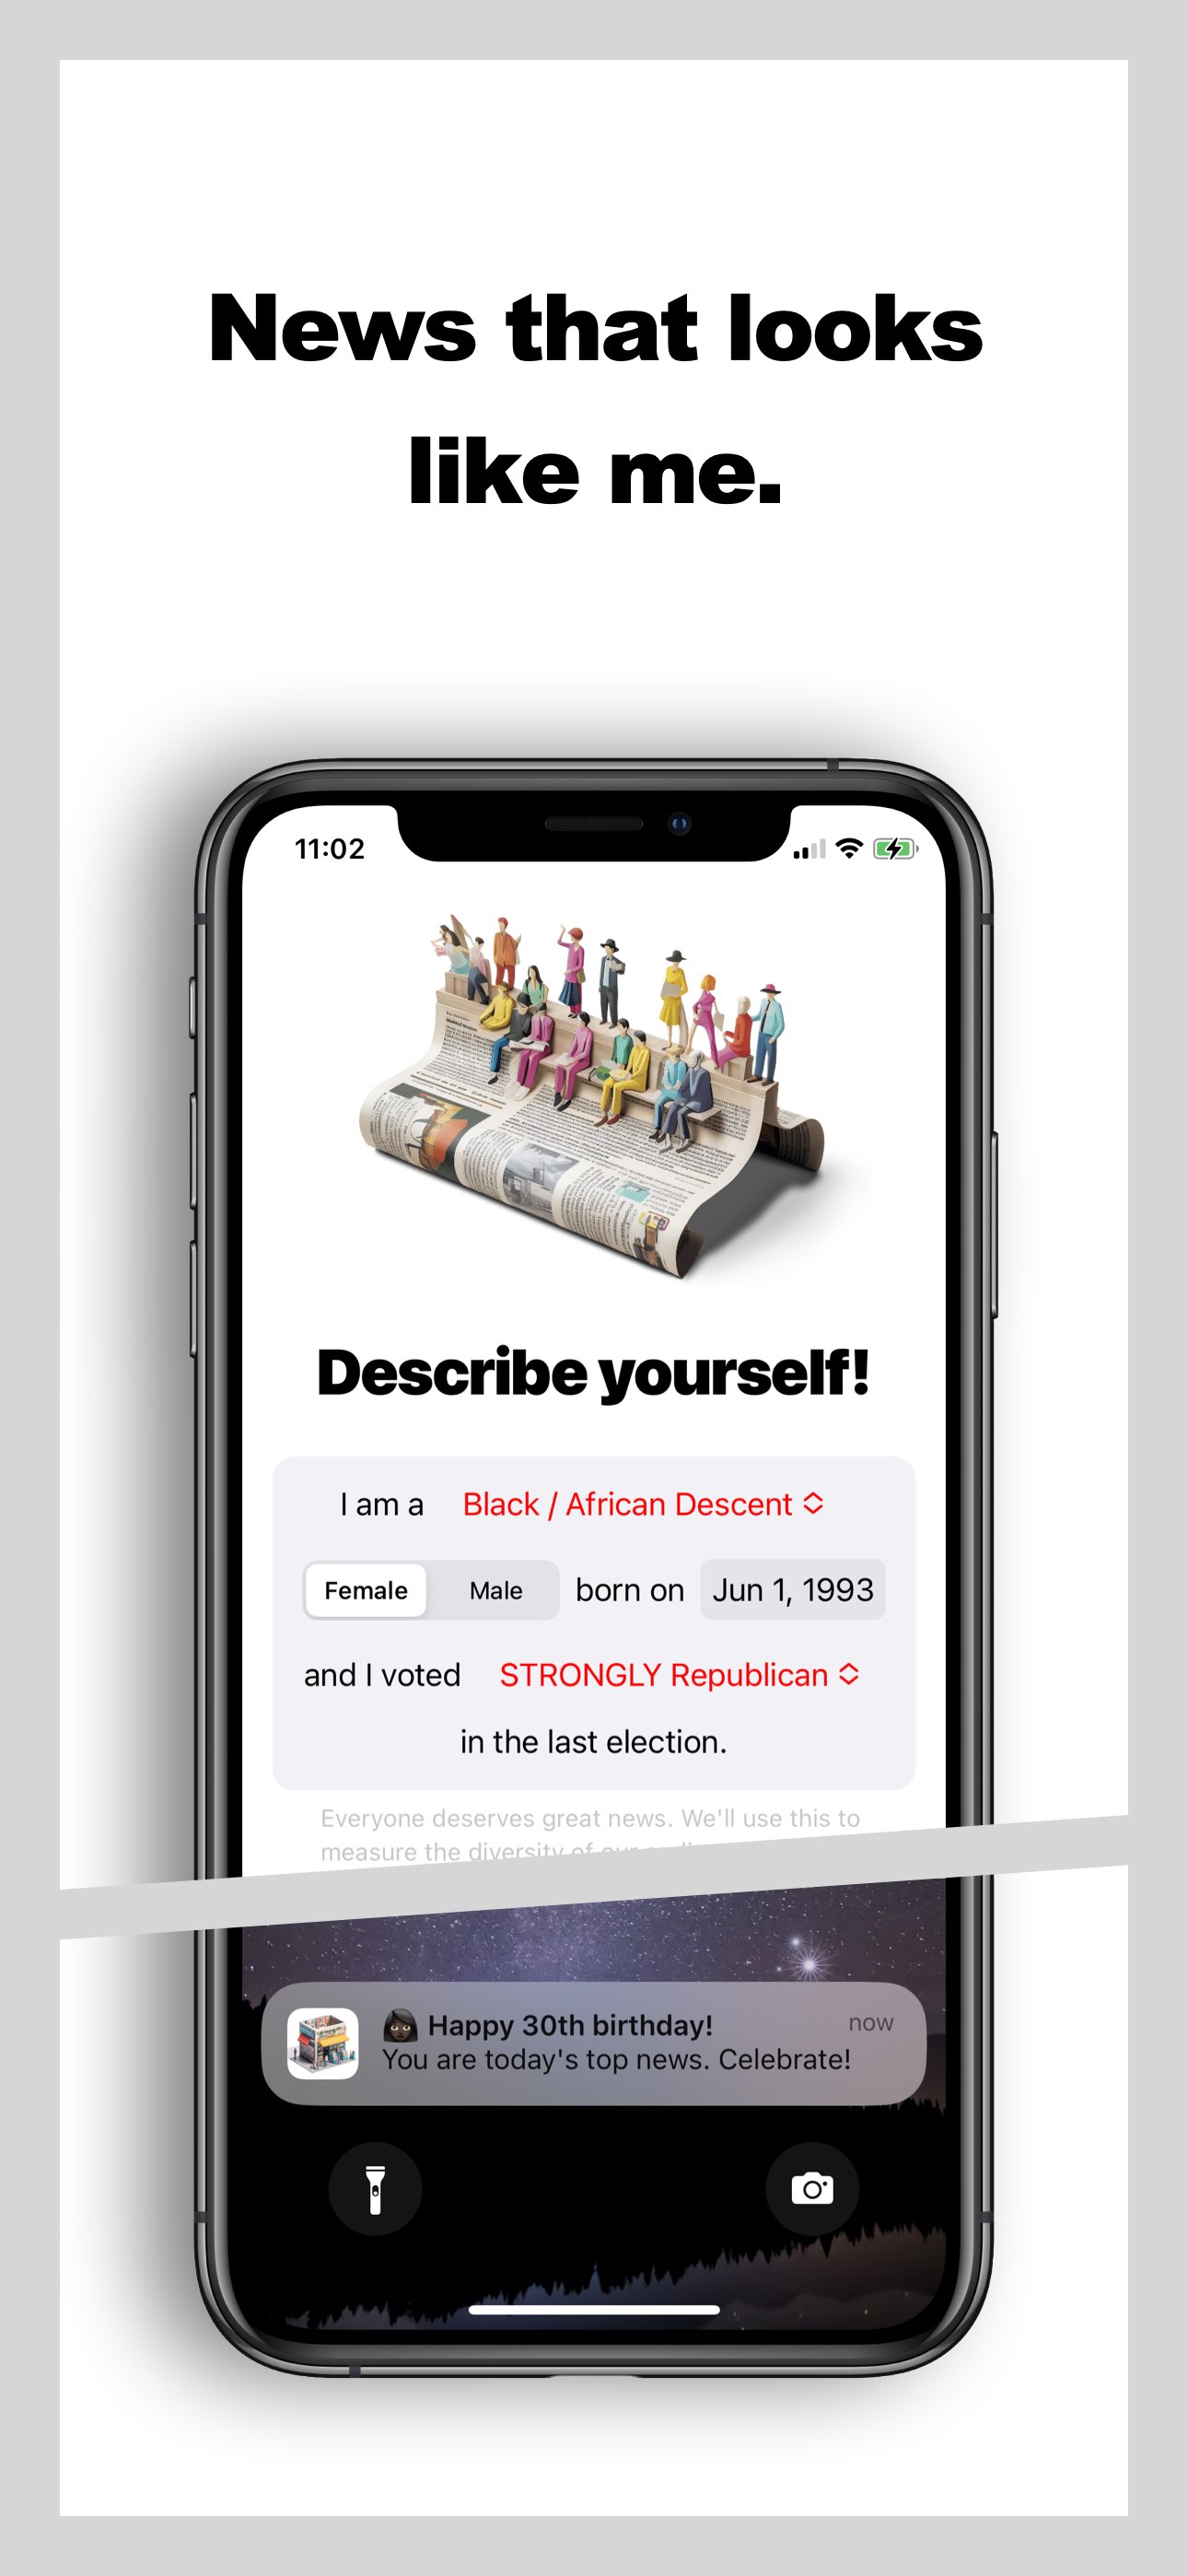 News that looks
like me.
11:02
Describe yourself!
I am a Black / African Descent
Female Male born on Jun 1, 1993
and I voted STRONGLY Republican
in the last election.
Everyone deserves great news. We'll use this to
measure the diversity of our
Happy 30th birthday! now
You are today's top news. Celebrate!